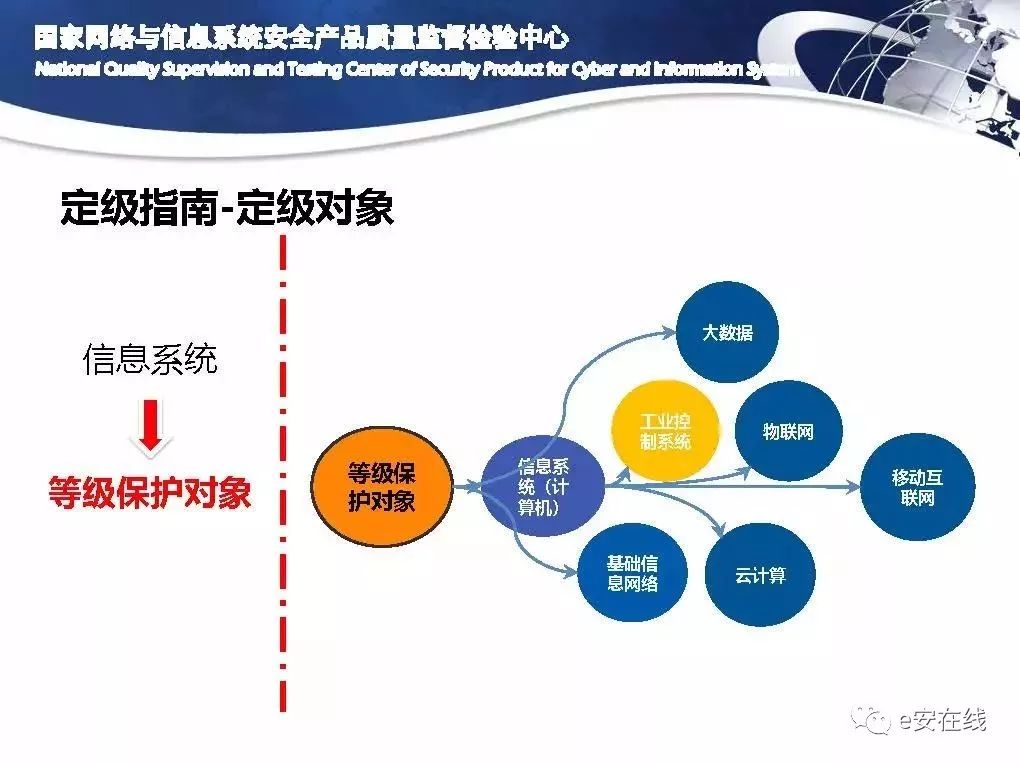 国家网络与信息系统安全产品质量监督检验中心
National Quality Supervision and Testing Center of Security Product for Cyber and Information System
定级指南-定级对象
信息系统
等级保护对象
等级保
护对象
信息系
统（计
算机）
大数据
工业控
制系统
物联网
移动互
联网
基础信
息网络
云计算
e安在线